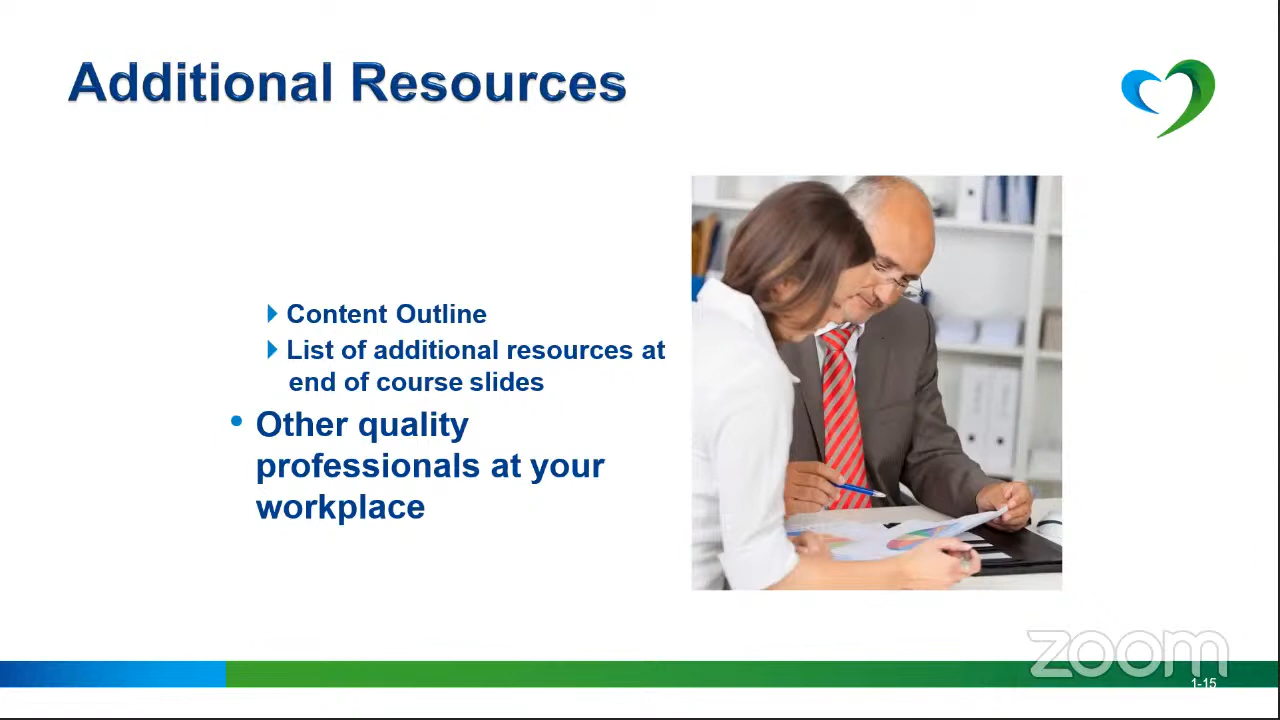 Additional Resources
Content Outline
List of additional resources at
end of course slides
Other quality
professionals at your
workplace
zoom
1-15